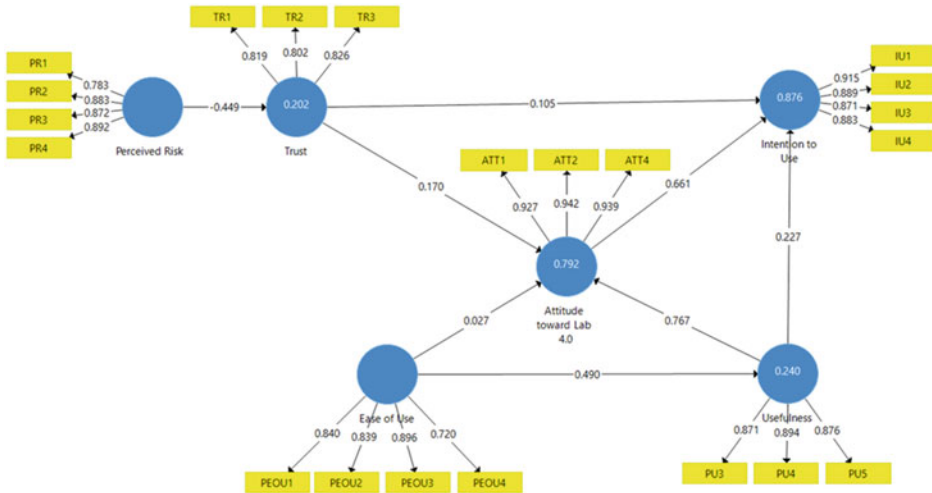 TR1 TR2 TR3
0.819 0.802 0.826
PR1
PR2
PR3
PR4
0.783
0.883
0.872
0.892
Perceived Risk
-0.449
0.202
Trust
0.105
0.876
Intention to
Use
0.915
0.889
0.871
0.883
IU1
IU2
IU3
IU4
0.170
ATT1 ATT2 ATT4
0.927 0.942 0.939
0.661
0.227
0.792
Attitude
toward Lab
4.0
0.027
0.767
Ease of Use
0.490
0.240
Usefulness
0.840 0.839 0.896 0.720
PEOU1 PEOU2 PEOU3 PEOU4
0.871 0.894 0.876
PU3 PU4 PU5